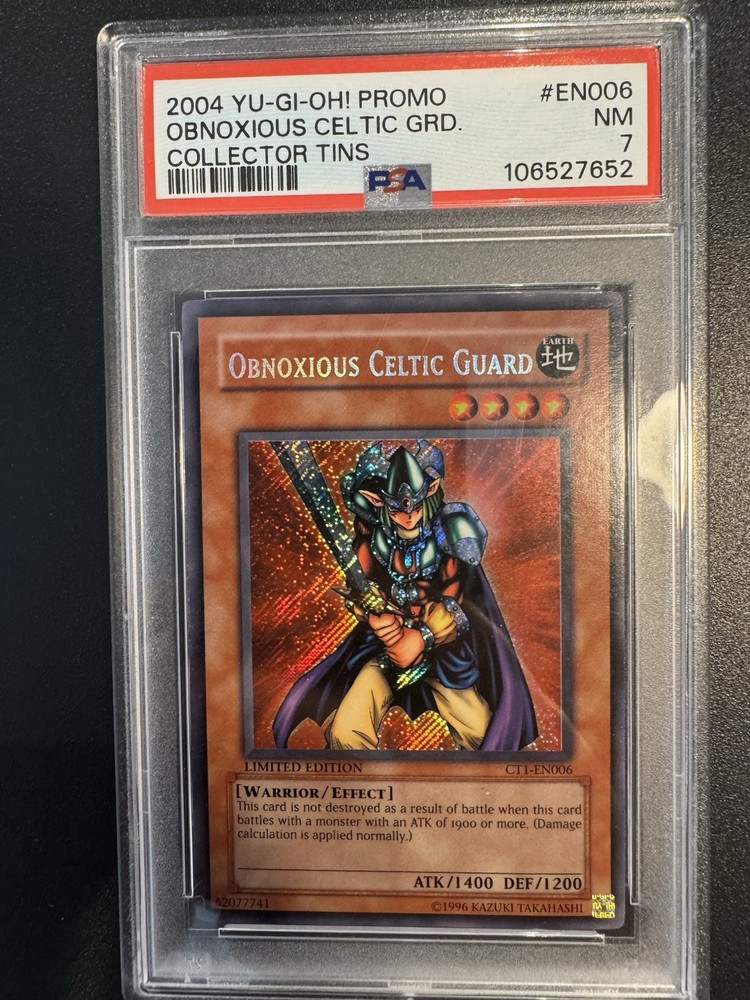 2004 YU-GI-OH! PROMO #EN006
OBNOXIOUS CELTIC GRD. NM
COLLECTOR TINS 7
PSA 106527652
OBNOXIOUS CELTIC GUARD
EARTH
地
LIMITED EDITION CT1-EN006
[WARRIOR/EFFECT]
This card is not destroyed as a result of battle when this card
battles with a monster with an ATK of 1900 or more. (Damage
calculation is applied normally.)
ATK/1400 DEF/1200
52077741 ©1996 KAZUKI TAKAHASHI